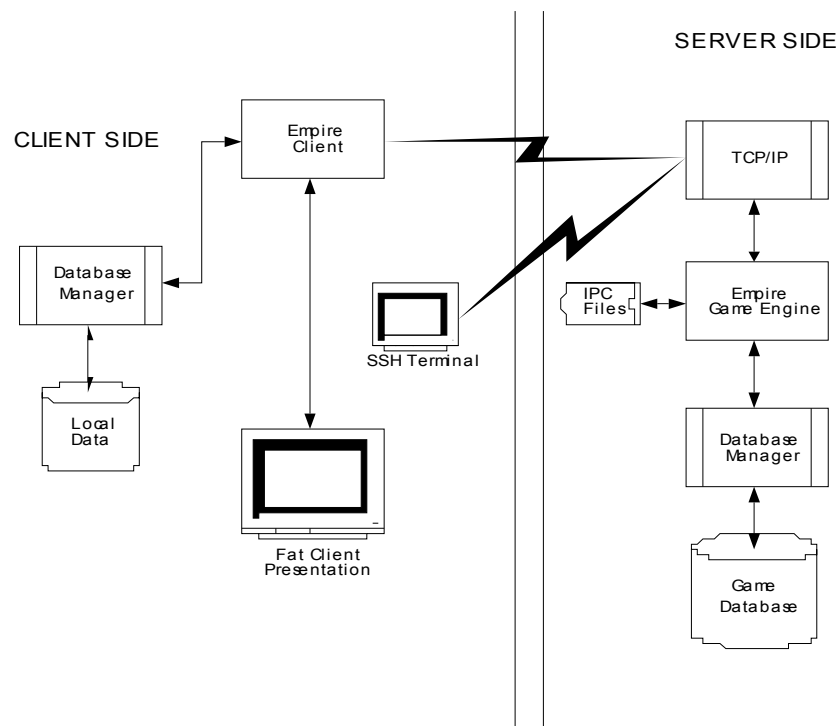 SERVER SIDE
CLIENT SIDE
Empire
Client
TCP/IP
Database
Manager
IPC
Files
Empire
Game Engine
SSH Terminal
Local
Data
Database
Manager
Fat Client
Presentation
Game
Database